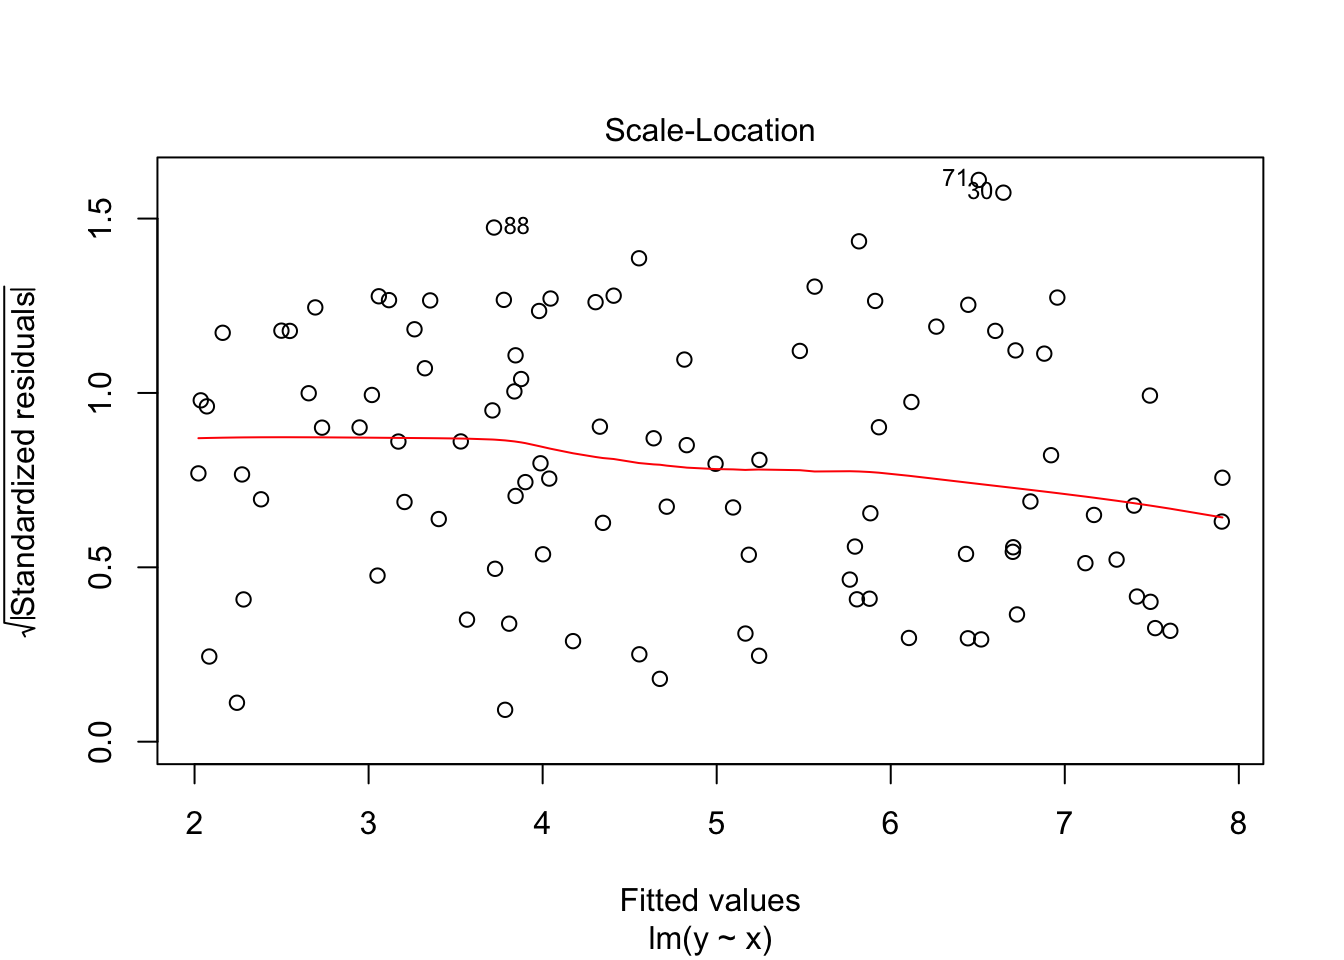 Scale-Location
√|Standardized residuals|
1.5
1.0
0.5
0.0
71
30
88
2 3 4 5 6 7 8
Fitted values
lm(y ~ x)